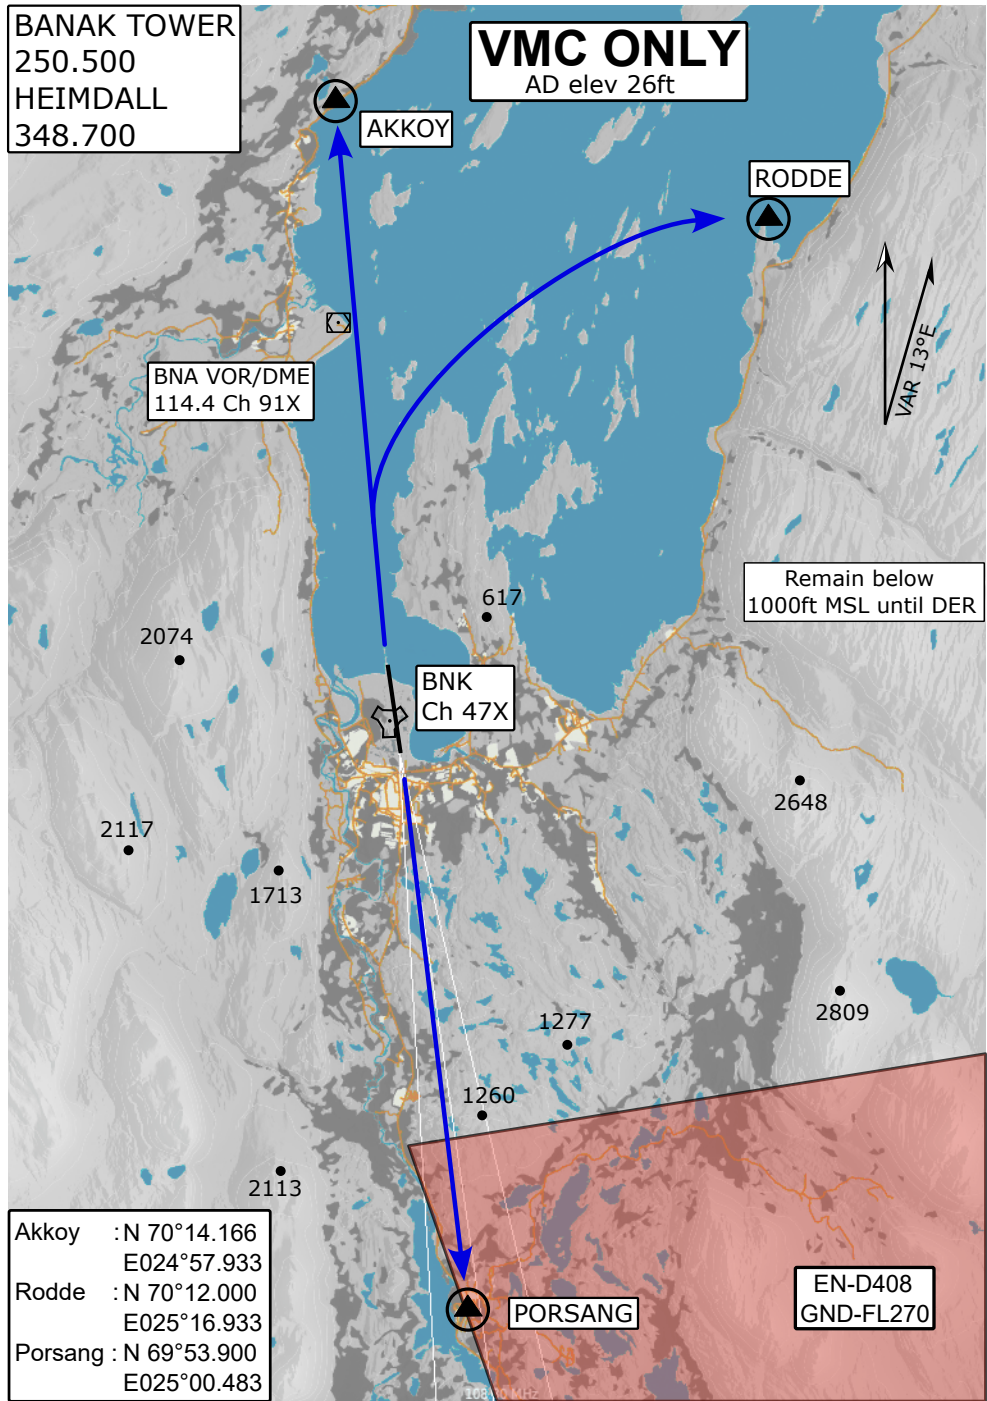 BANAK TOWER
250.500
HEIMDALL
348.700
VMC ONLY
AD elev 26ft
AKKOY
RODDE
VAR 13°E
BNA VOR/DME
114.4 Ch 91X
Remain below
1000ft MSL until DER
617
2074
BNK
Ch 47X
2648
2117
1713
2809
1277
1260
2113
Akkoy : N 70°14.166
E024°57.933
Rodde : N 70°12.000
E025°16.933
Porsang : N 69°53.900
E025°00.483
EN-D408
GND-FL270
PORSANG